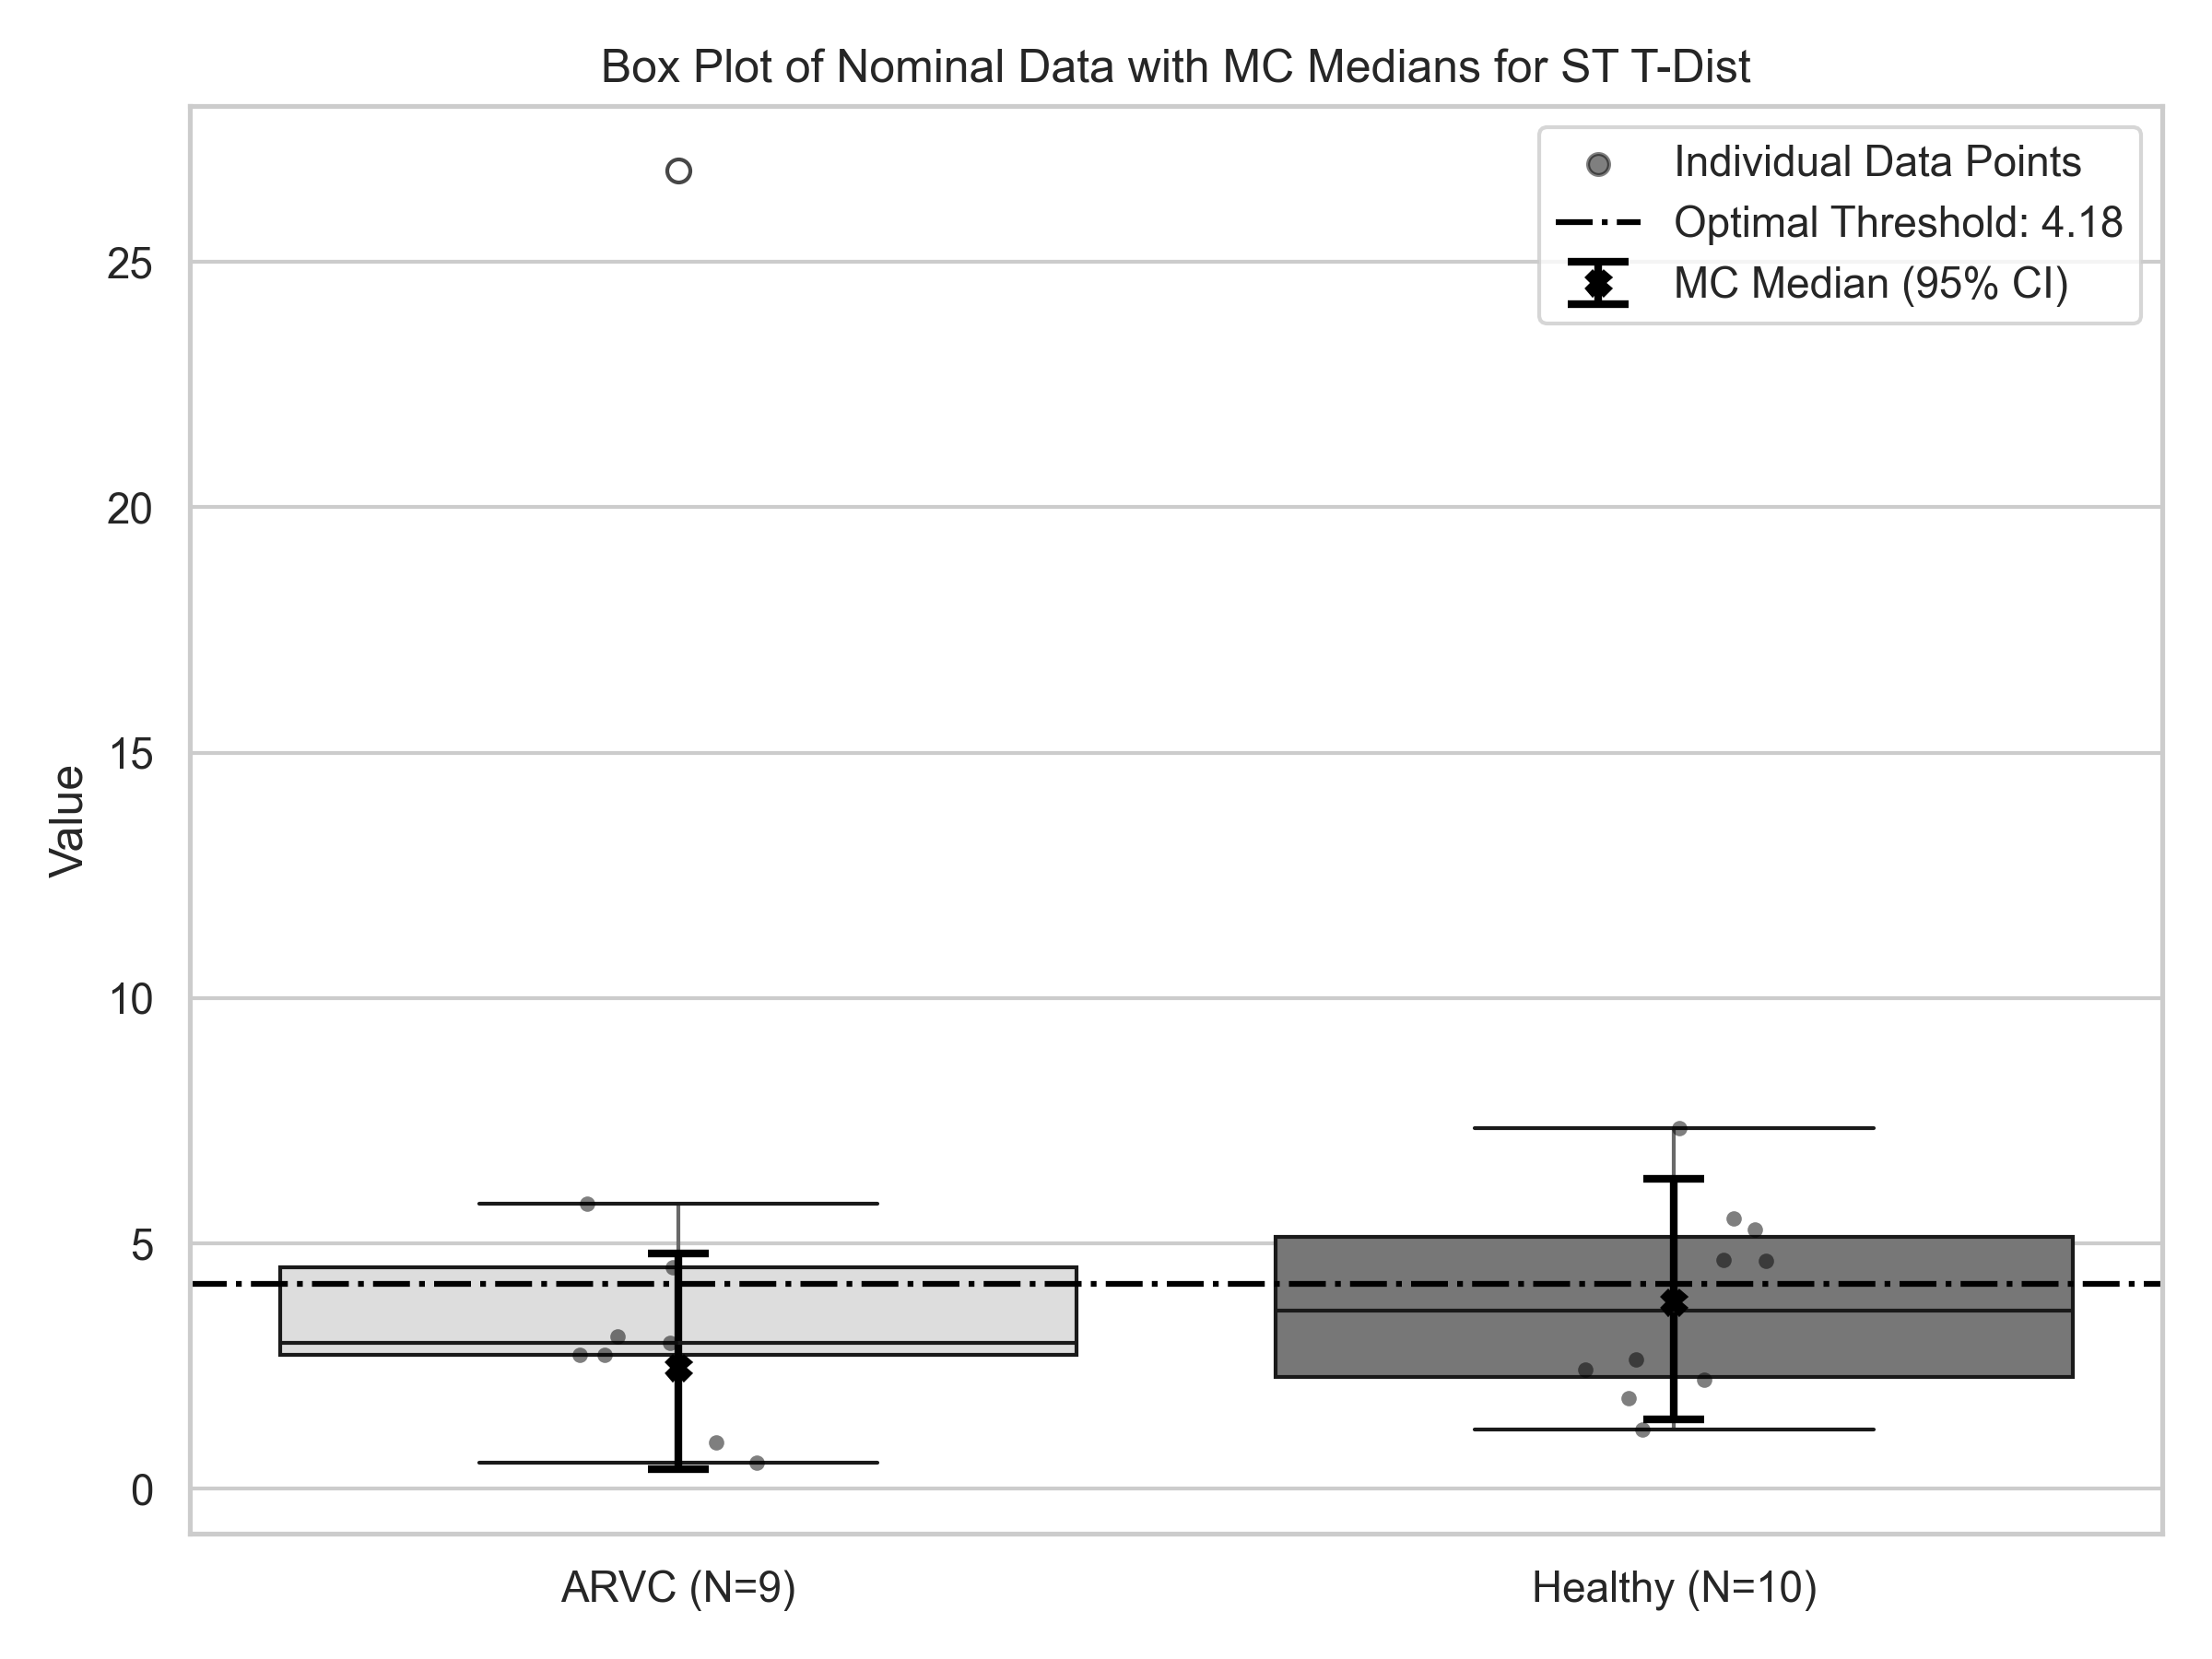 Box Plot of Nominal Data with MC Medians for ST T-Dist
Individual Data Points
Optimal Threshold: 4.18
MC Median (95% CI)
Value
25
20
15
10
5
0
ARVC (N=9)
Healthy (N=10)